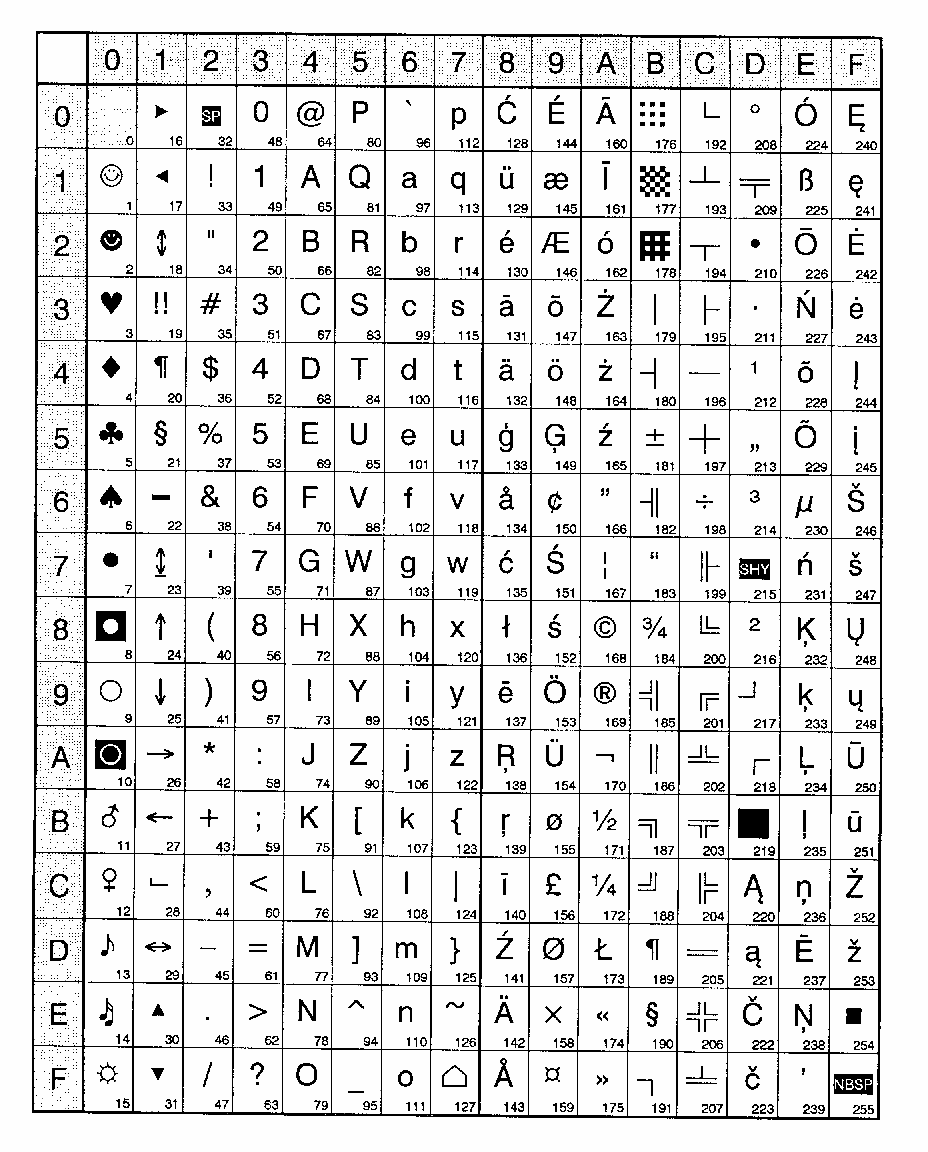 0 1 2 3 4 5 6 7 8 9 A B C D E F
0 ► SP 0 @ P ` p Ć É Ā ░ └ ° Ó Ę
0 16 32 48 64 80 96 112 128 144 160 176 192 208 224 240
1 ☺ ◄ ! 1 A Q a q ü æ Ī ▒ ┴ ╤ ß ę
1 17 33 49 65 81 97 113 129 145 161 177 193 209 225 241
2 ☻ ↕ " 2 B R b r é Æ ó ▓ ┬ • Ō Ė
2 18 34 50 66 82 98 114 130 146 162 178 194 210 226 242
3 ♥ !! # 3 C S c s ā õ Ż │ ├ · Ń ė
3 19 35 51 67 83 99 115 131 147 163 179 195 211 227 243
4 ♦ ¶ $ 4 D T d t ä ö ż ┤ ─ ¹ õ Į
4 20 36 52 68 84 100 116 132 148 164 180 196 212 228 244
5 ♣ § % 5 E U e u ģ Ģ ź ± ┼ „ Õ į
5 21 37 53 69 85 101 117 133 149 165 181 197 213 229 245
6 ♠ ▬ & 6 F V f v å ¢ ” ╢ ÷ ³ µ Š
6 22 38 54 70 86 102 118 134 150 166 182 198 214 230 246
7 ● ↨ ' 7 G W g w ć Ś ¦ “ ╟ SHY ń š
7 23 39 55 71 87 103 119 135 151 167 183 199 215 231 247
8 ◘ ↑ ( 8 H X h x ł ś © ¾ ╙ ² Ķ Ų
8 24 40 56 72 88 104 120 136 152 168 184 200 216 232 248
9 ○ ↓ ) 9 I Y i y ē Ö ® ╣ ╔ ┘ ķ ų
9 25 41 57 73 89 105 121 137 153 169 185 201 217 233 249
A ◙ → * : J Z j z Ŗ Ü ¬ ║ ╩ ┌ Ļ Ū
10 26 42 58 74 90 106 122 138 154 170 186 202 218 234 250
B ♂ ← + ; K [ k { ŗ ø ½ ╗ ╦ █ ļ ū
11 27 43 59 75 91 107 123 139 155 171 187 203 219 235 251
C ♀ ∟ , < L \ l | ī £ ¼ ╝ ╠ Ą ņ Ž
12 28 44 60 76 92 108 124 140 156 172 188 204 220 236 252
D ♪ ↔ – = M ] m } Ź Ø Ł ¶ ═ ą Ē ž
13 29 45 61 77 93 109 125 141 157 173 189 205 221 237 253
E ♫ ▲ . > N ^ n ~ Ä × « § ╬ Č Ņ ■
14 30 46 62 78 94 110 126 142 158 174 190 206 222 238 254
F ☼ ▼ / ? O _ o ⌂ Å ¤ » ┐ ╧ č ' NBSP
15 31 47 63 79 95 111 127 143 159 175 191 207 223 239 255